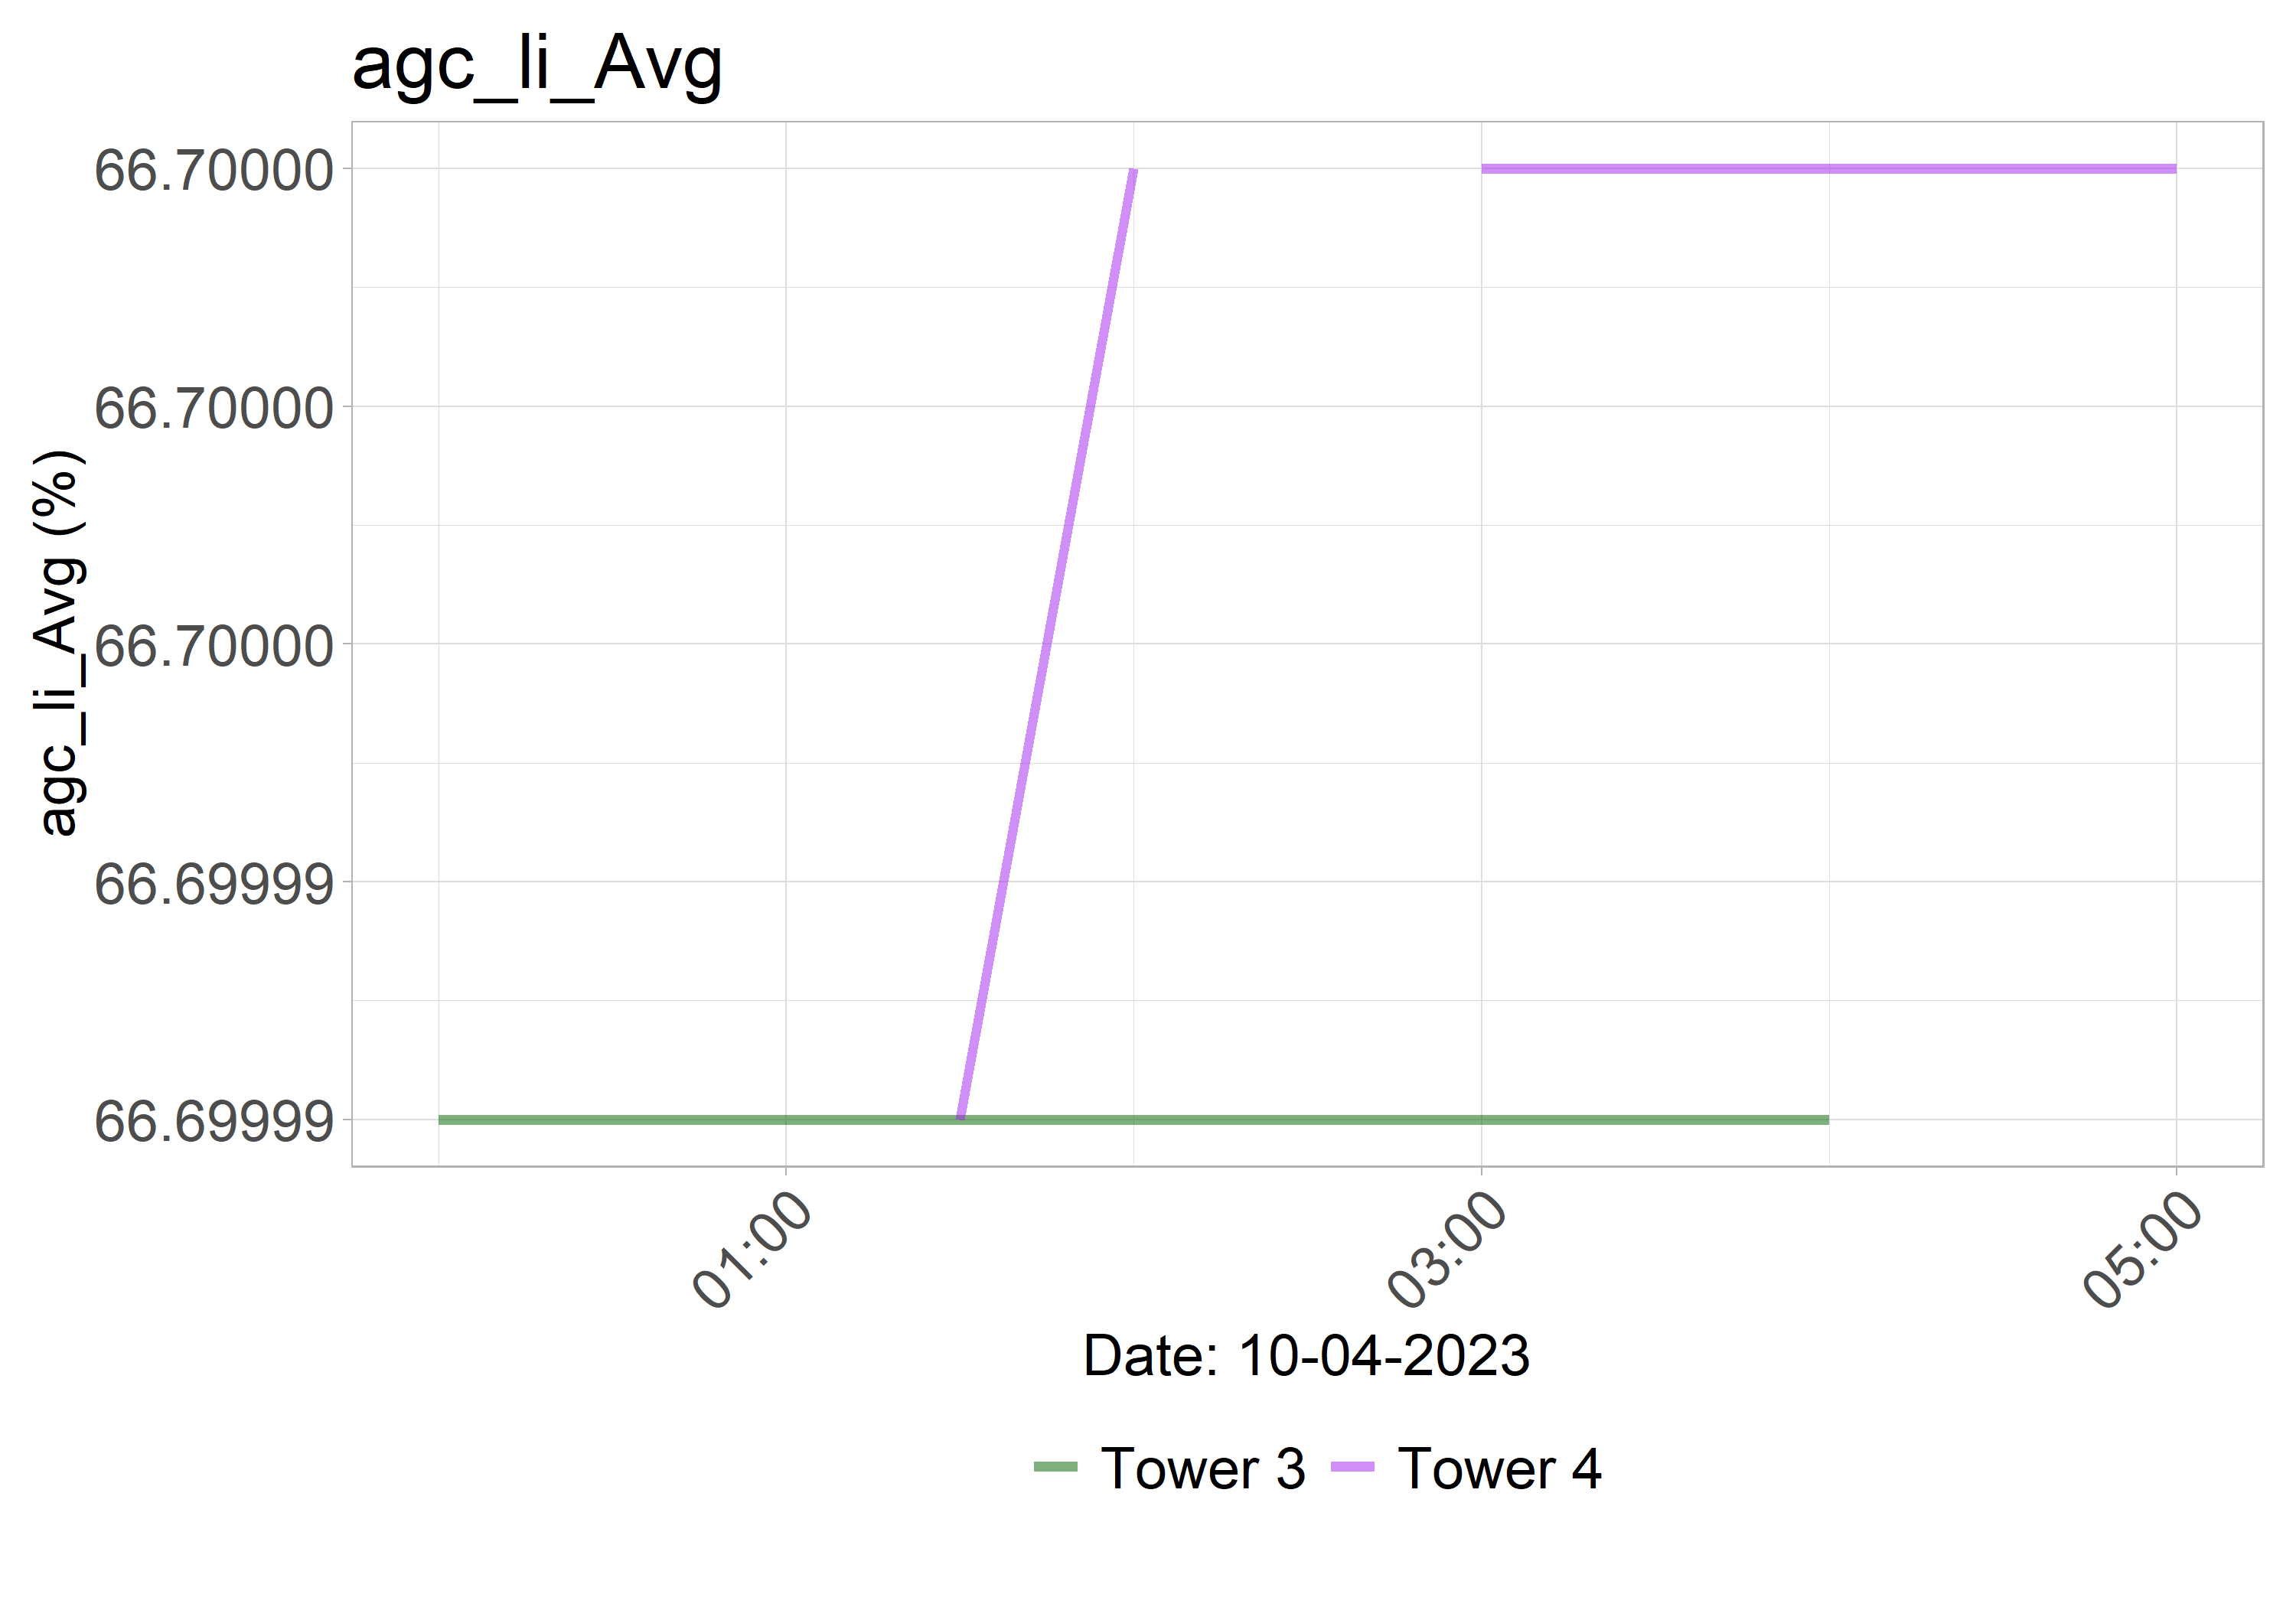 agc_li_Avg
agc_li_Avg (%)
66.70000
66.70000
66.70000
66.69999
66.69999
01:00
03:00
05:00
Date: 10-04-2023
Tower 3
Tower 4